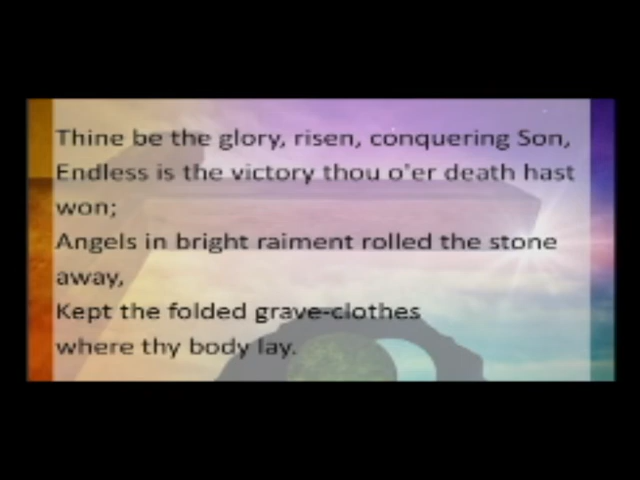 Thine be the glory, risen, conquering Son,
Endless is the victory thou o'er death hast
won;
Angels in bright raiment rolled the stone
away,
Kept the folded grave-clothes
where thy body lay.